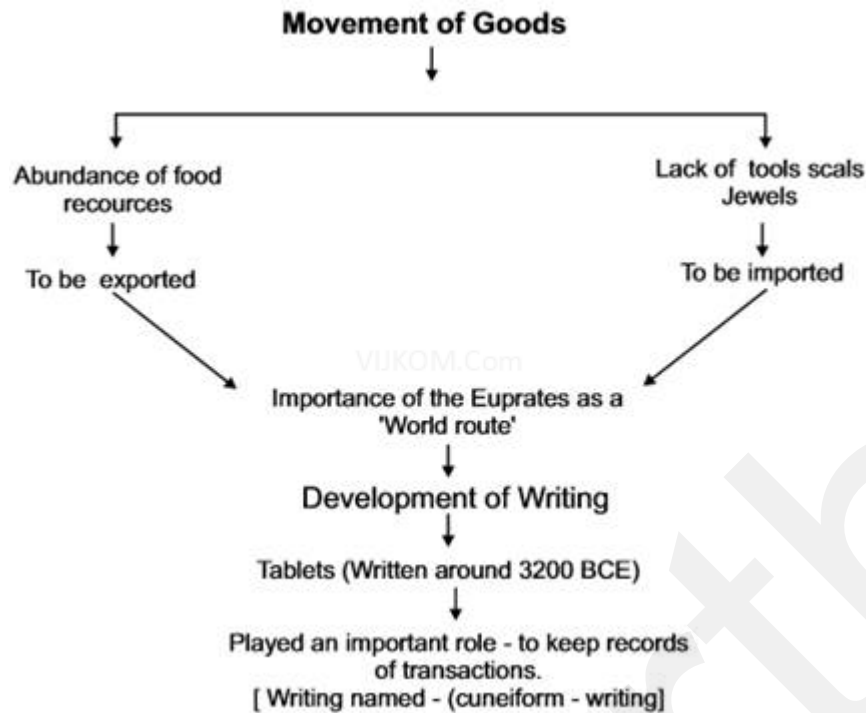 Movement of Goods
Abundance of food
recources
To be exported
Lack of tools scals
Jewels
To be imported
VIJKOM.Com
Importance of the Euprates as a
'World route'
Development of Writing
Tablets (Written around 3200 BCE)
Played an important role - to keep records
of transactions.
[ Writing named - (cuneiform - writing]